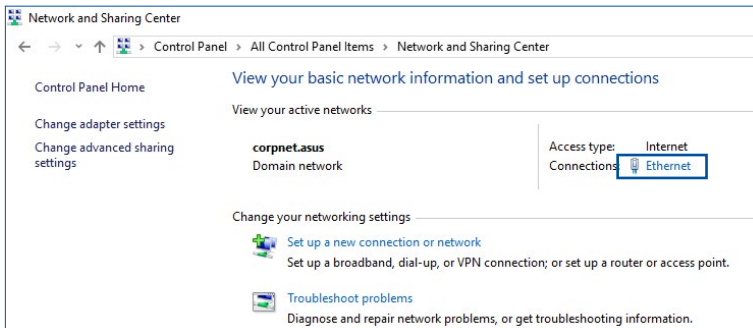 Network and Sharing Center
Control Panel > All Control Panel Items > Network and Sharing Center
Control Panel Home
Change adapter settings
Change advanced sharing
settings
View your basic network information and set up connections
View your active networks
corpnet.asus
Domain network
Access type: Internet
Connections: Ethernet
Change your networking settings
Set up a new connection or network
Set up a broadband, dial-up, or VPN connection; or set up a router or access point.
Troubleshoot problems
Diagnose and repair network problems, or get troubleshooting information.